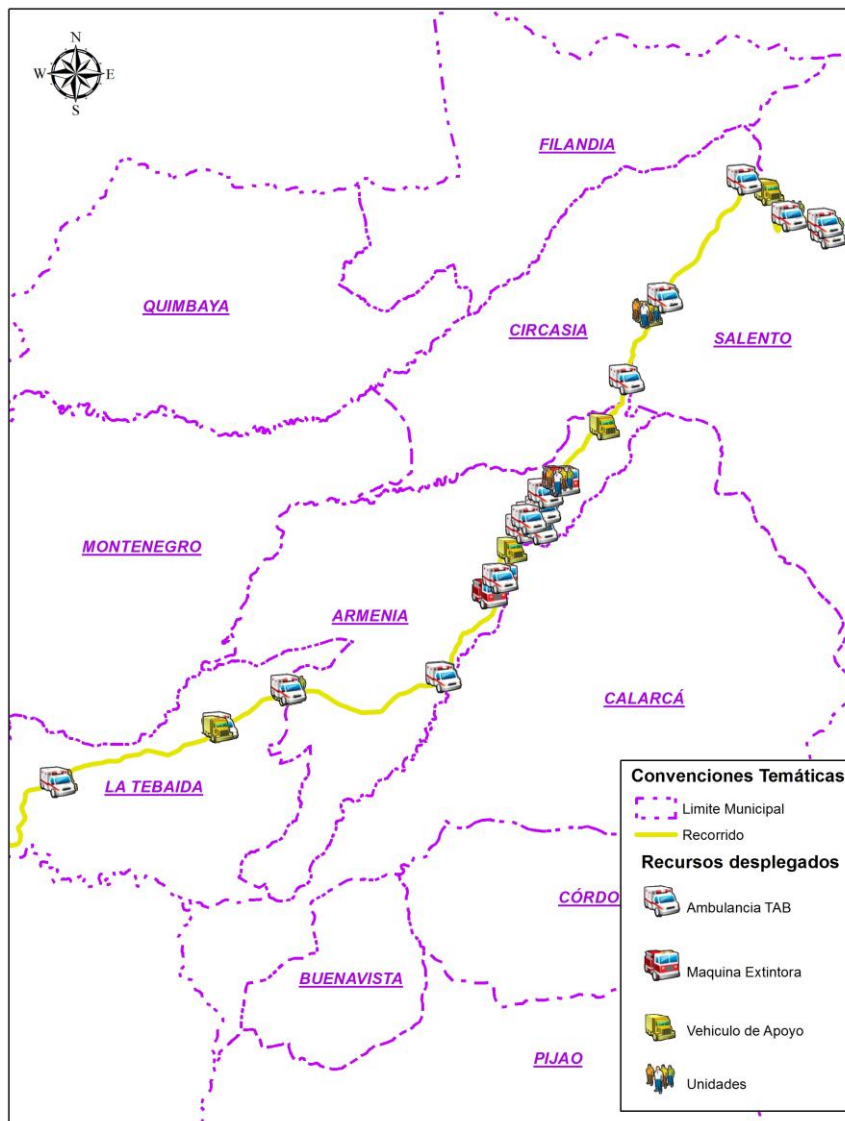 N
W E
S
FILANDIA
QUIMBAYA
CIRCASIA
SALENTO
MONTENEGRO
ARMENIA
CALARCÁ
LA TEBAIDA
CÓRDO
BUENAVISTA
PIJAO
Convenciones Temáticas
Limite Municipal
Recorrido
Recursos desplegados
Ambulancia TAB
Maquina Extintora
Vehiculo de Apoyo
Unidades